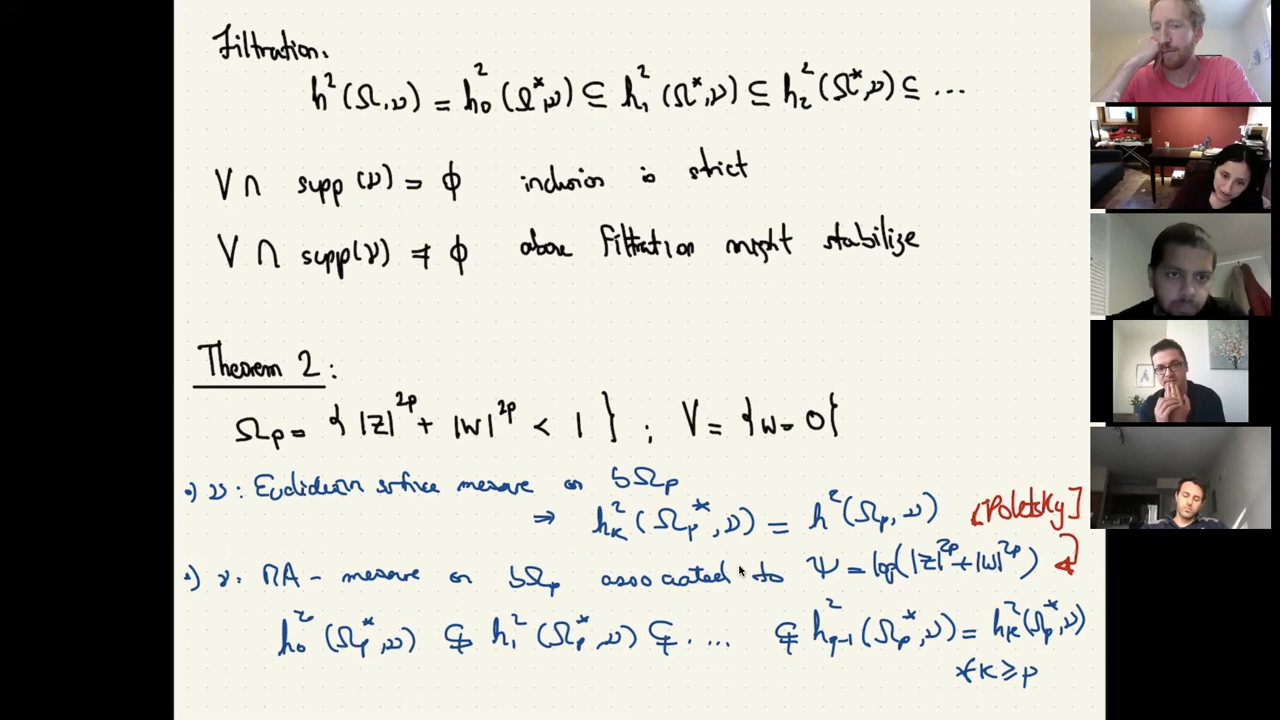 Filtration.
h²(Ω,ν) = h₀²(Ω*,ν) ⊆ h₁²(Ω*,ν) ⊆ h₂²(Ω*,ν) ⊆ ...
V ∩ supp(ν) = ϕ inclusion is strict
V ∩ supp(ν) ≠ ϕ above filtration might stabilize
Theorem 2:
Ωp = { |z|²ᵖ + |w|²ᵖ < 1 } ; V = {w=0}
•) ν: Euclidean surface measure on bΩp
⇒ hₖ²(Ωp*,ν) = h²(Ωp,ν) [Poletsky]
•) ν: MA-measure on bΩp associated to Ψ = log(|z|²ᵖ+|w|²ᵖ)
h₀²(Ωp*,ν) ⊊ h₁²(Ωp*,ν) ⊊ .... ⊊ h²p-1(Ωp*,ν) = hₖ²(Ωp*,ν)
∀k≥p